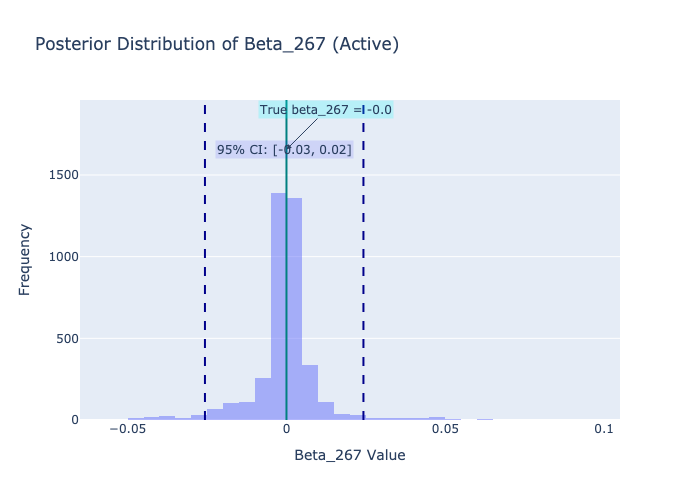 Posterior Distribution of Beta_267 (Active)
True beta_267 = -0.0
95% CI: [-0.03, 0.02]
1500
1000
500
0
Frequency
−0.05 0 0.05 0.1
Beta_267 Value